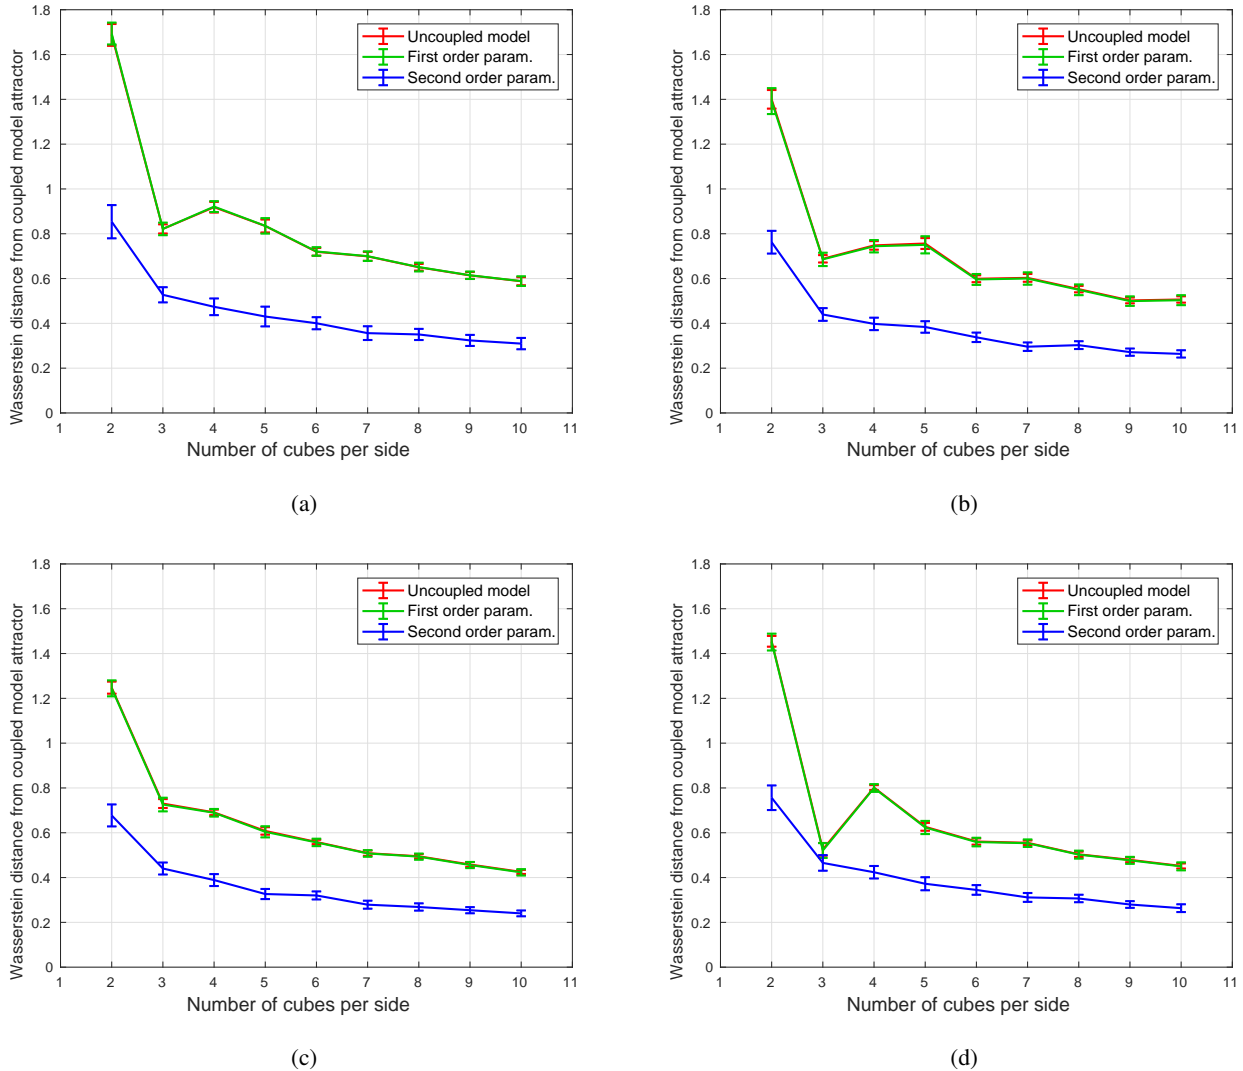 Wasserstein distance from coupled model attractor
1.8
1.6
1.4
1.2
1
0.8
0.6
0.4
0.2
0
Uncoupled model
First order param.
Second order param.
1 2 3 4 5 6 7 8 9 10 11
Number of cubes per side
(a)
Wasserstein distance from coupled model attractor
1.8
1.6
1.4
1.2
1
0.8
0.6
0.4
0.2
0
Uncoupled model
First order param.
Second order param.
1 2 3 4 5 6 7 8 9 10 11
Number of cubes per side
(b)
Wasserstein distance from coupled model attractor
1.8
1.6
1.4
1.2
1
0.8
0.6
0.4
0.2
0
Uncoupled model
First order param.
Second order param.
1 2 3 4 5 6 7 8 9 10 11
Number of cubes per side
(c)
Wasserstein distance from coupled model attractor
1.8
1.6
1.4
1.2
1
0.8
0.6
0.4
0.2
0
Uncoupled model
First order param.
Second order param.
1 2 3 4 5 6 7 8 9 10 11
Number of cubes per side
(d)